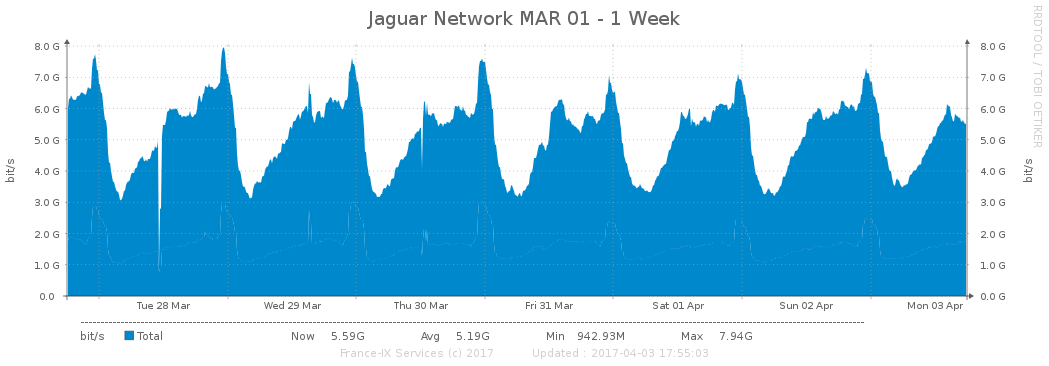 Jaguar Network MAR 01 - 1 Week
RRDTOOL / TOBI OETIKER
bit/s
8.0 G
7.0 G
6.0 G
5.0 G
4.0 G
3.0 G
2.0 G
1.0 G
0.0
8.0 G
7.0 G
6.0 G
5.0 G
4.0 G
3.0 G
2.0 G
1.0 G
0.0 G
bit/s
Tue 28 Mar Wed 29 Mar Thu 30 Mar Fri 31 Mar Sat 01 Apr Sun 02 Apr Mon 03 Apr
bit/s Total Now 5.59G Avg 5.19G Min 942.93M Max 7.94G
France-IX Services (c) 2017 Updated : 2017-04-03 17:55:03